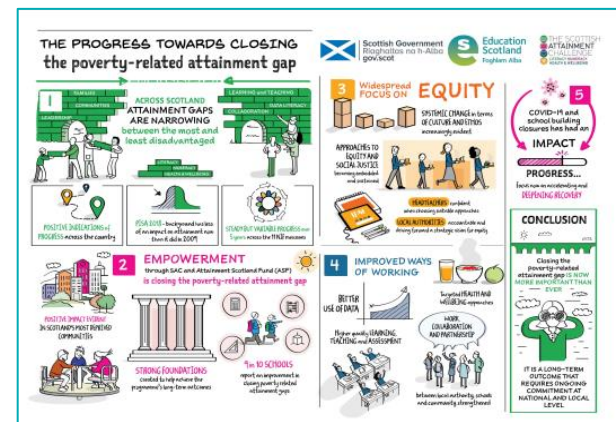 THE PROGRESS TOWARDS CLOSING
the poverty-related attainment gap
Scottish Government
Riaghaltas na h-Alba
gov.scot
Education
Scotland
Foghlam Alba
THE SCOTTISH
ATTAINMENT
CHALLENGE
LITERACY NUMERACY
HEALTH & WELLBEING
1
FAMILIES
COMMUNITIES
LEADERSHIP
ACROSS SCOTLAND
ATTAINMENT GAPS
ARE NARROWING
between the most and
least disadvantaged
LEARNING and TEACHING
DATA LITERACY
COLLABORATION
LITERACY
NUMERACY
HEALTH & WELLBEING
POSITIVE INDICATIONS of
PROGRESS across the country
PISA 2018 - background has less
of an impact on attainment now
than it did in 2009
STEADY BUT VARIABLE PROGRESS over
5 years across the measures
2
EMPOWERMENT
through SAC and Attainment Scotland Fund (ASF)
is closing the poverty-related attainment gap
POSITIVE IMPACT EVIDENT
IN SCOTLAND'S MOST DEPRIVED
COMMUNITIES
STRONG FOUNDATIONS
created to help achieve the
programme's long-term outcomes
9 in 10 SCHOOLS
report an improvement in
closing poverty related
attainment gaps
3
Widespread
FOCUS ON EQUITY
SYSTEMIC CHANGE in terms
of CULTURE AND ETHOS
increasingly evident
APPROACHES TO
EQUITY AND
SOCIAL JUSTICE
becoming embedded
and sustained
HEADTEACHERS confident
when choosing suitable approaches
LOCAL AUTHORITIES accountable and
driving forward a strategic vision for equity
4
IMPROVED WAYS
OF WORKING
BETTER
USE OF DATA
Targeted HEALTH AND
WELLBEING approaches
Higher quality LEARNING,
TEACHING and ASSESSMENT
WORK,
COLLABORATION
AND PARTNERSHIP
between local authority, schools
and community strengthened
5
COVID-19 and
school building
closures has had an
IMPACT
PROGRESS...
focus now on accelerating and
DEEPENING RECOVERY
CONCLUSION
Closing the
poverty-related
attainment gap IS NOW
MORE IMPORTANT THAN
EVER
IT IS A LONG-TERM
OUTCOME THAT
REQUIRES ONGOING
COMMITMENT AT
NATIONAL AND LOCAL
LEVEL